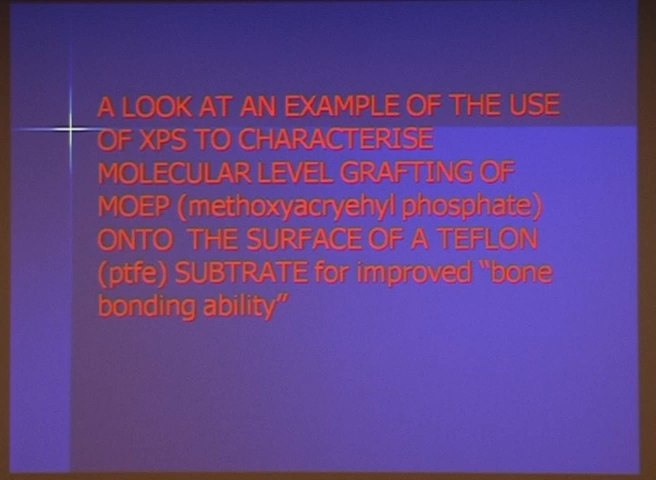 A LOOK AT AN EXAMPLE OF THE USE
OF XPS TO CHARACTERISE
MOLECULAR LEVEL GRAFTING OF
MOEP (methoxyacryehyl phosphate)
ONTO THE SURFACE OF A TEFLON
(ptfe) SUBTRATE for improved “bone
bonding ability”